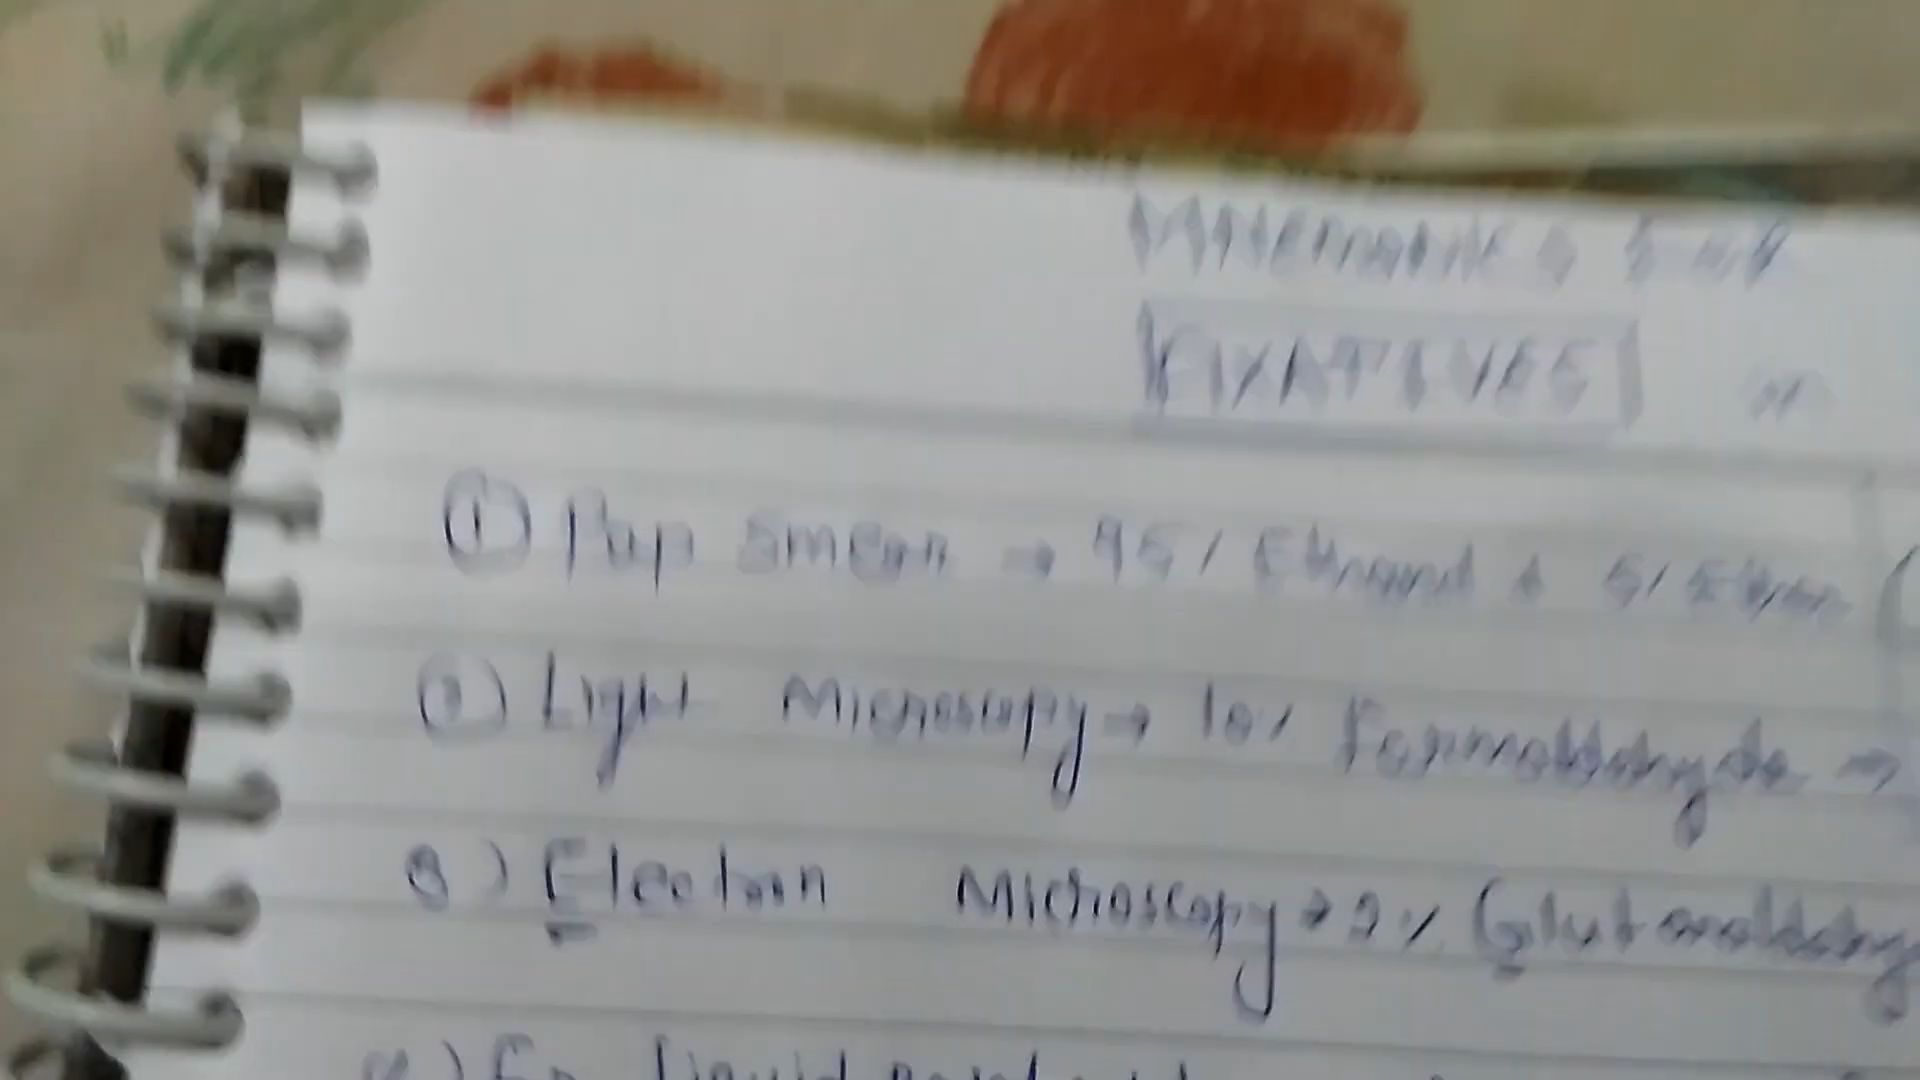 MNEMONICS FOR
FIXATIVES
① Pap smear → 95% Ethanol + 5% Ether
② Light Microscopy → 10% Formaldehyde →
3) Electron Microscopy → 2% Glutaraldehy